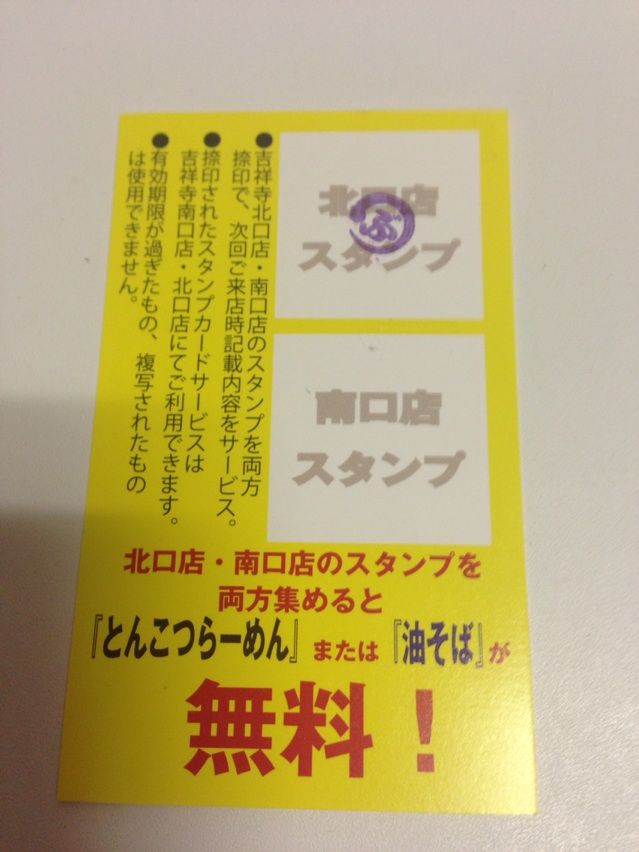 北口店
スタンプ
ぶ
南口店
スタンプ
●吉祥寺北口店・南口店のスタンプを両方
捺印で、次回ご来店時記載内容をサービス。
●捺印されたスタンプカードサービスは
吉祥寺南口店・北口店にてご利用できます。
●有効期限が過ぎたもの、複写されたもの
は使用できません。
北口店・南口店のスタンプを
両方集めると
『とんこつらーめん』または『油そば』が
無料！